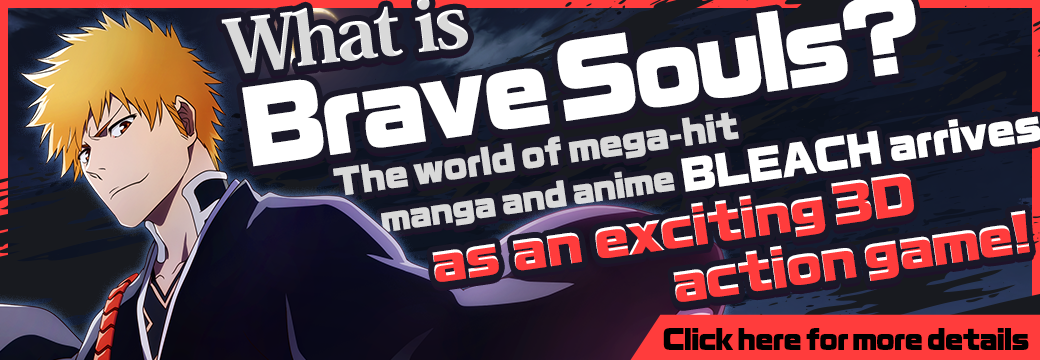 What is
Brave Souls?
The world of mega-hit
manga and anime BLEACH arrives
as an exciting 3D
action game!
Click here for more details